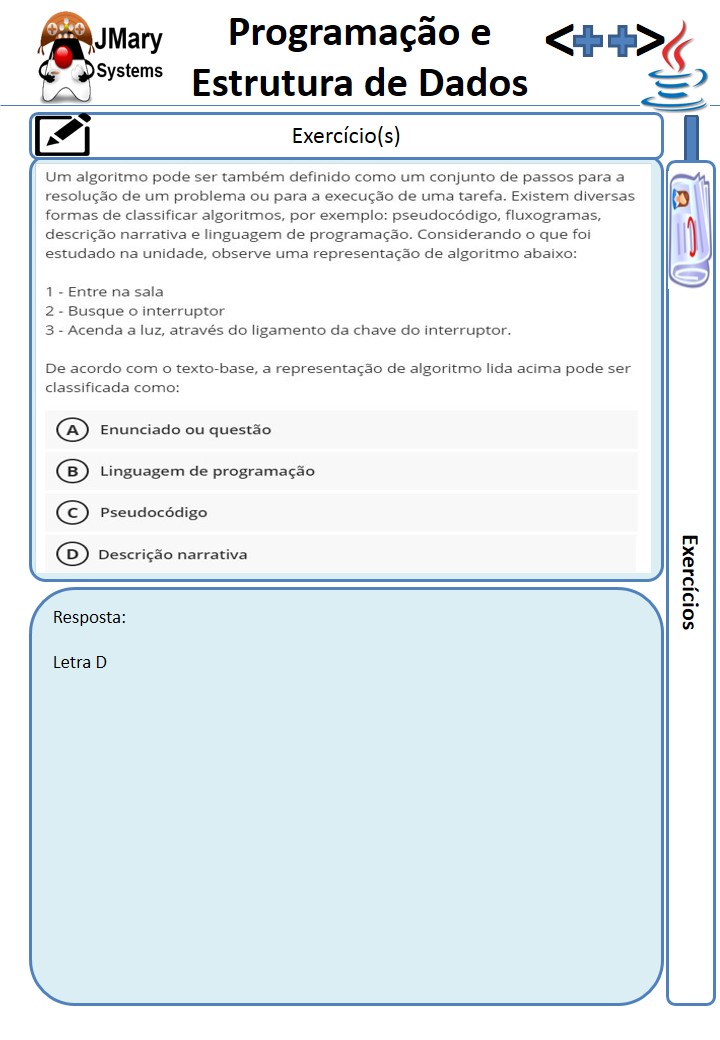 JMary
Systems
Programação e
Estrutura de Dados
<++>
Exercício(s)
Um algoritmo pode ser também definido como um conjunto de passos para a
resolução de um problema ou para a execução de uma tarefa. Existem diversas
formas de classificar algoritmos, por exemplo: pseudocódigo, fluxogramas,
descrição narrativa e linguagem de programação. Considerando o que foi
estudado na unidade, observe uma representação de algoritmo abaixo:
1 - Entre na sala
2 - Busque o interruptor
3 - Acenda a luz, através do ligamento da chave do interruptor.
De acordo com o texto-base, a representação de algoritmo lida acima pode ser
classificada como:
A Enunciado ou questão
B Linguagem de programação
C Pseudocódigo
D Descrição narrativa
Resposta:
Letra D
Exercícios